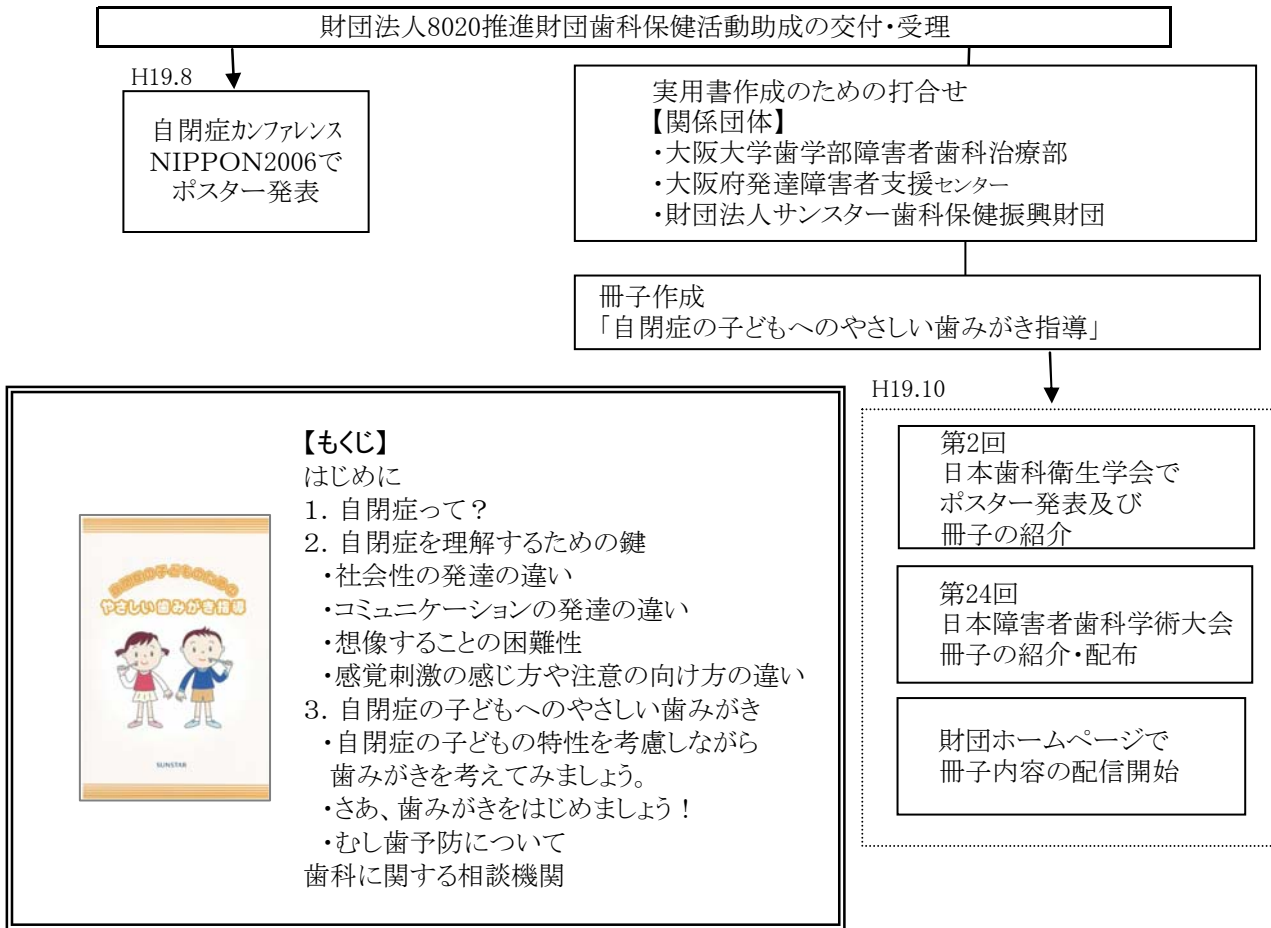 財団法人8020推進財団歯科保健活動助成の交付・受理
H19.8
自閉症カンファレンス
NIPPON2006で
ポスター発表
実用書作成のための打合せ
【関係団体】
・大阪大学歯学部障害者歯科治療部
・大阪府発達障害者支援センター
・財団法人サンスター歯科保健振興財団
冊子作成
「自閉症の子どもへのやさしい歯みがき指導」
H19.10
第2回
日本歯科衛生学会で
ポスター発表及び
冊子の紹介
第24回
日本障害者歯科学術大会
冊子の紹介・配布
財団ホームページで
冊子内容の配信開始
自閉症の子どものための
やさしい歯みがき指導
SUNSTAR
【もくじ】
はじめに
1. 自閉症って？
2. 自閉症を理解するための鍵
・社会性の発達の違い
・コミュニケーションの発達の違い
・想像することの困難性
・感覚刺激の感じ方や注意の向け方の違い
3. 自閉症の子どもへのやさしい歯みがき
・自閉症の子どもの特性を考慮しながら
歯みがきを考えてみましょう。
・さあ、歯みがきをはじめましょう！
・むし歯予防について
歯科に関する相談機関